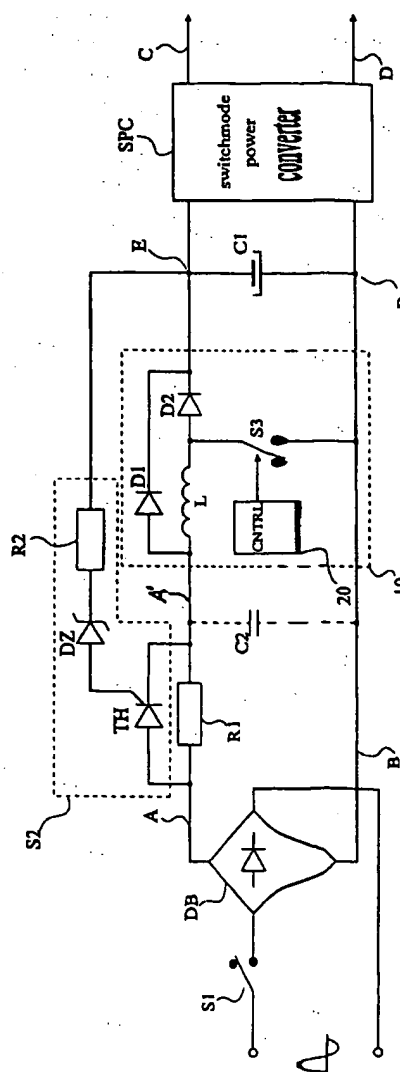 S2
R2
DZ
TH
D1
D2
L
S3
CNTRL
20
E
C1
SPC
switchmode
power
converter
C
D
A
A'
R1
C2
DB
S1
B